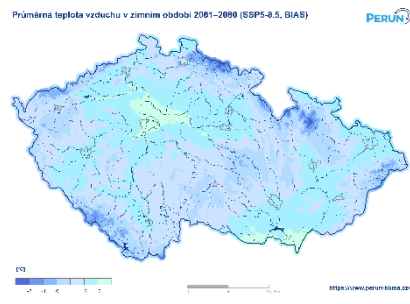 Průměrná teplota vzduchu v zimním období 2061–2080 (SSP5-8.5, BIAS)
PERUN
[°C]
https://www.perun-klima.cz/